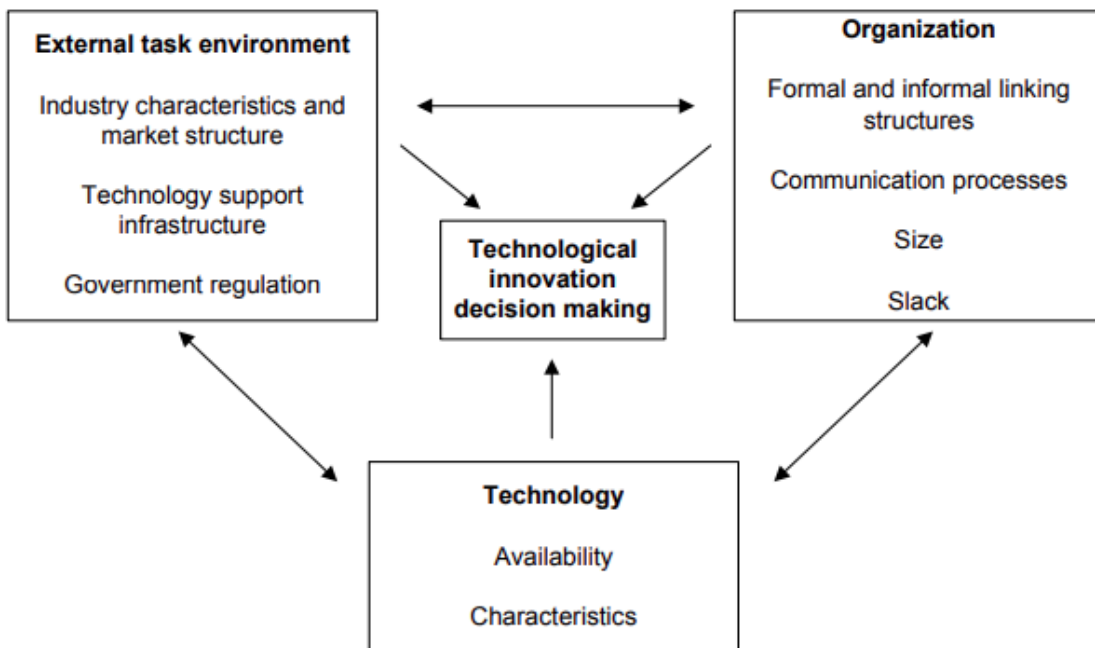 External task environment
Industry characteristics and
market structure
Technology support
infrastructure
Government regulation
Organization
Formal and informal linking
structures
Communication processes
Size
Slack
Technological
innovation
decision making
Technology
Availability
Characteristics